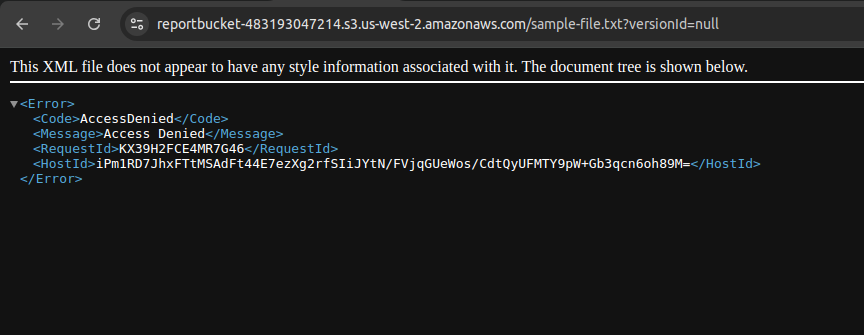 reportbucket-483193047214.s3.us-west-2.amazonaws.com/sample-file.txt?versionId=null
This XML file does not appear to have any style information associated with it. The document tree is shown below.
▼<Error>
<Code>AccessDenied</Code>
<Message>Access Denied</Message>
<RequestId>KX39H2FCE4MR7G46</RequestId>
<HostId>iPm1RD7JhxFTtMSAdFt44E7ezXg2rfSIiJYtN/FVjqGUeWos/CdtQyUFMTY9pW+Gb3qcn6oh89M=</HostId>
</Error>